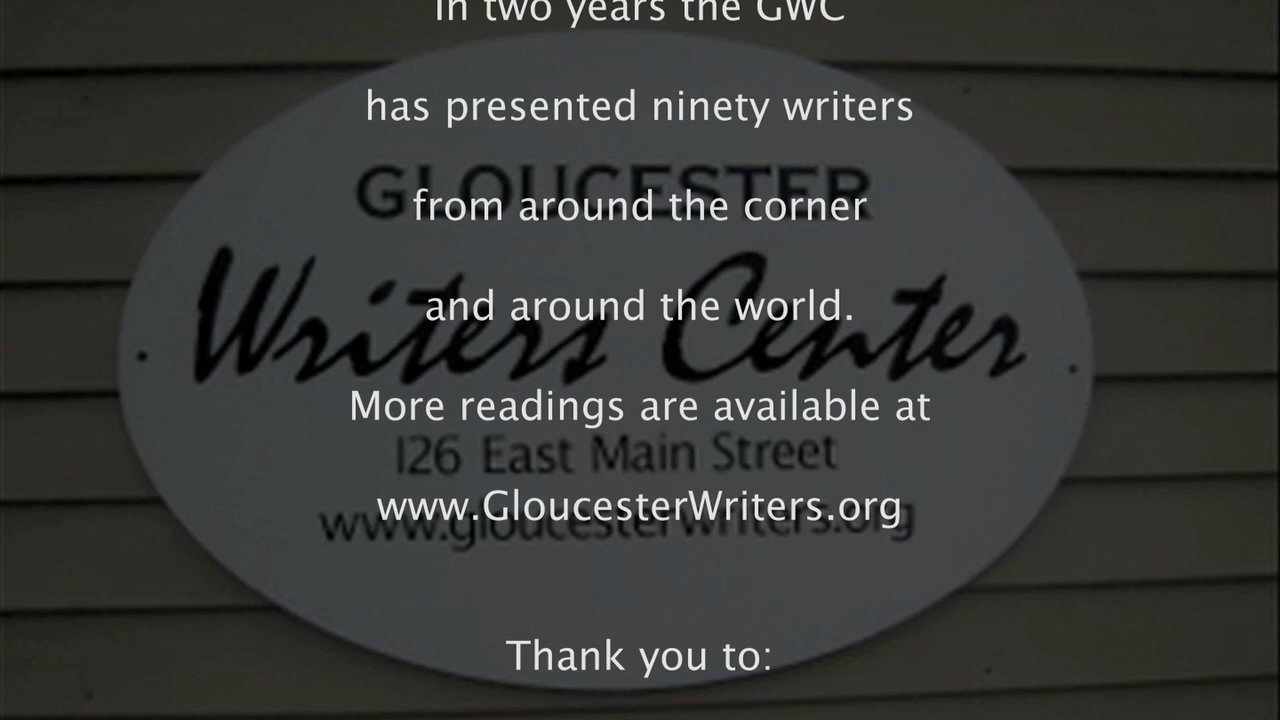 In two years the GWC
has presented ninety writers
GLOUCESTER
from around the corner
and around the world.
Writers Center
More readings are available at
126 East Main Street
www.GloucesterWriters.org
www.gloucesterwriters.org
Thank you to: